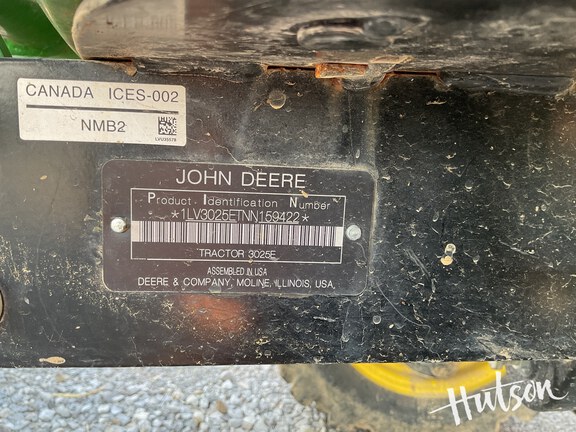 CANADA ICES-002
NMB2
JOHN DEERE
Product Identification Number
*1LV3025ETNN159422*
TRACTOR 3025E
ASSEMBLED IN USA
DEERE & COMPANY, MOLINE, ILLINOIS, USA
Hutson